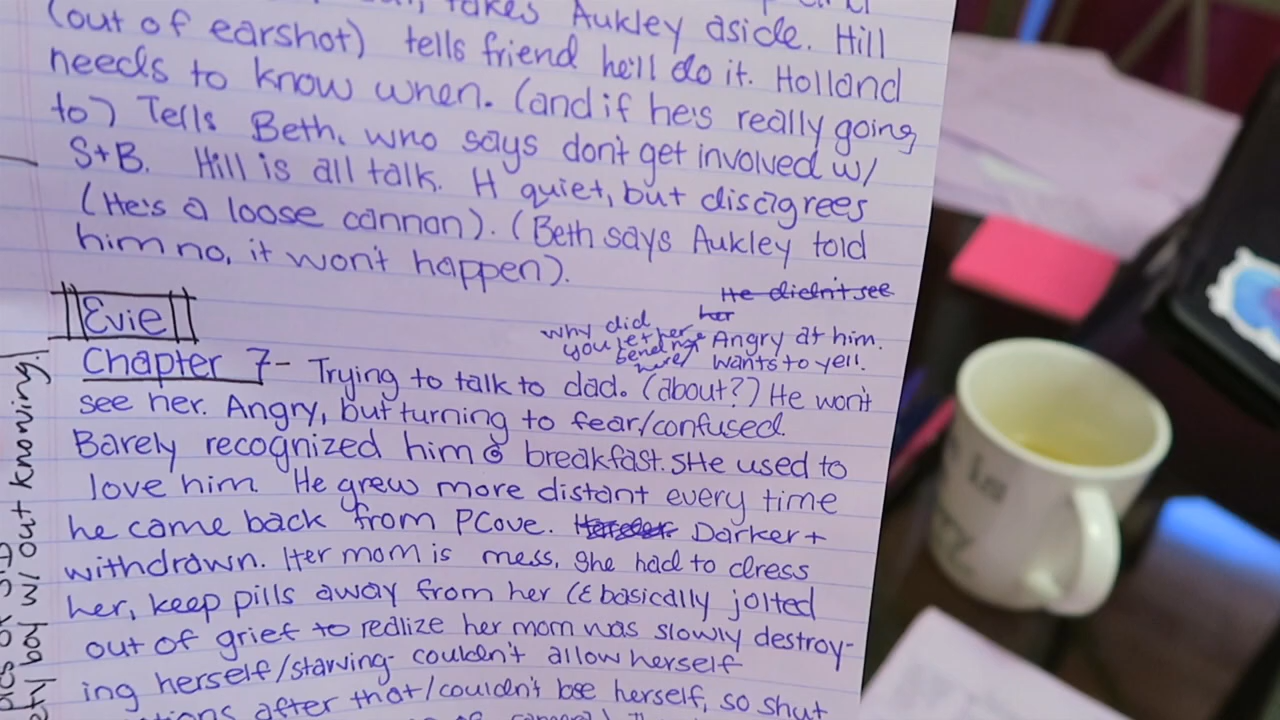 takes Aukley aside. Hill
(out of earshot) tells friend he'll do it. Holland
needs to know when. (and if he's really going
to) Tells Beth, who says don't get involved w/
S+B. Hill is all talk. H quiet, but disagrees
(He's a loose cannon). (Beth says Aukley told
him no, it won't happen).
He didn't see
her
Evie
why did
you let her
here?
Angry at him.
wants to yell.
Chapter 7- Trying to talk to dad. (about?) He won't
see her. Angry, but turning to fear/confused.
Barely recognized him @ breakfast. SHe used to
love him. He grew more distant every time
he came back from PCove. Darker +
withdrawn. Her mom is mess, she had to dress
her, keep pills away from her (E basically jolted
out of grief to realize her mom was slowly destroy-
ing herself/starving- couldn't allow herself
after that/couldn't lose herself, so shut
w/out knowing.
boy